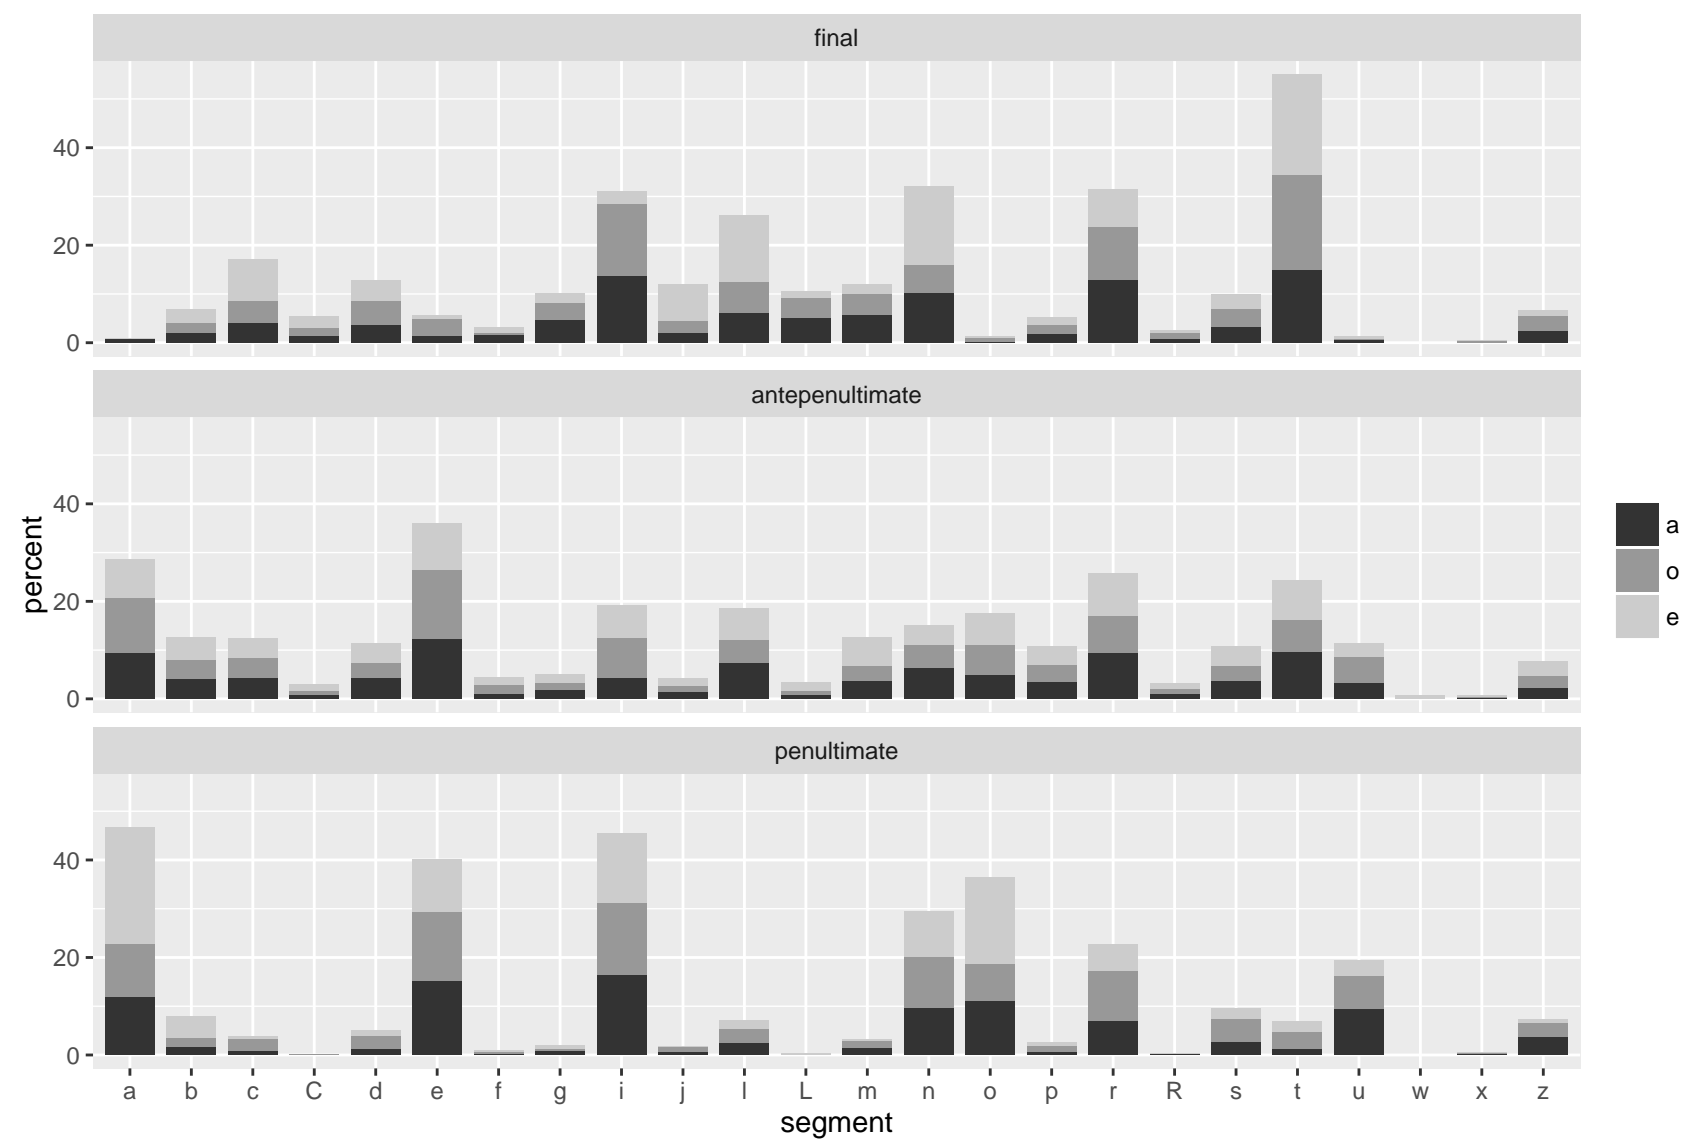 final
40
20
0
antepenultimate
40
20
0
penultimate
40
20
0
percent
a b c C d e f g i j l L m n o p r R s t u w x z
segment
a
o
e